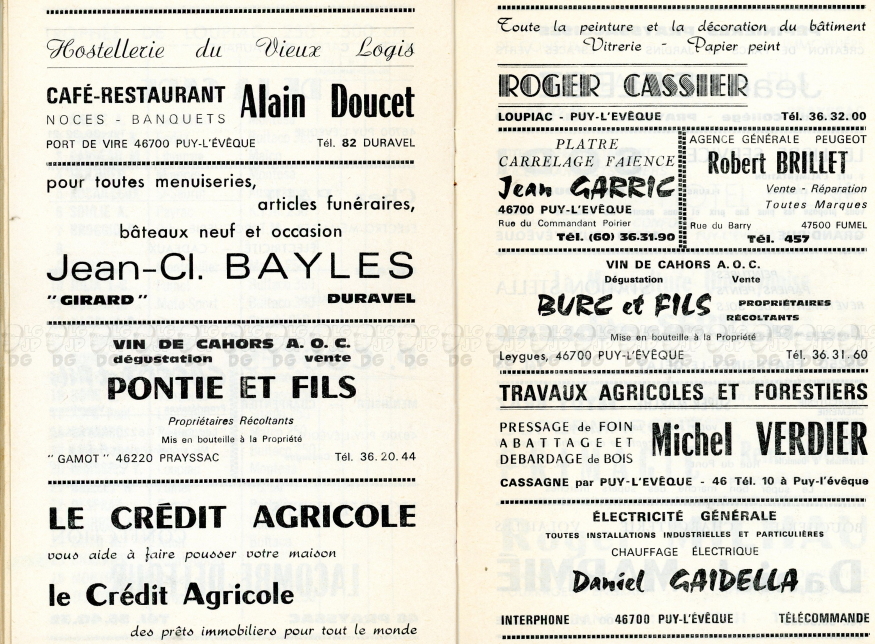 Hostellerie du Vieux Logis
CAFÉ-RESTAURANT Alain Doucet
NOCES - BANQUETS
PORT DE VIRE 46700 PUY-L'ÉVÊQUE Tél. 82 DURAVEL
pour toutes menuiseries,
articles funéraires,
bâteaux neuf et occasion
Jean-Cl. BAYLES
"GIRARD" DURAVEL
VIN DE CAHORS A. O. C.
dégustation vente
PONTIE ET FILS
Propriétaires Récoltants
Mis en bouteille à la Propriété
"GAMOT" 46220 PRAYSSAC Tél. 36.20.44
LE CRÉDIT AGRICOLE
vous aide à faire pousser votre maison
le Crédit Agricole
des prêts immobiliers pour tout le monde
Toute la peinture et la décoration du bâtiment
Vitrerie - Papier peint
ROGER CASSIER
LOUPIAC - PUY-L'EVÊQUE Tél. 36.32.00
PLATRE
CARRELAGE FAIENCE
Jean GARRIC
46700 PUY-L'EVÊQUE
Rue du Commandant Poirier
Tél. (60) 36.31.90
AGENCE GÉNÉRALE PEUGEOT
Robert BRILLET
Vente - Réparation
Toutes Marques
Rue du Barry 47500 FUMEL
Tél. 457
VIN DE CAHORS A. O. C.
Dégustation Vente
BURC et FILS PROPRIÉTAIRES
RÉCOLTANTS
Mise en bouteille à la Propriété
Leygues, 46700 PUY-L'ÉVÊQUE Tél. 36.31.60
TRAVAUX AGRICOLES ET FORESTIERS
PRESSAGE de FOIN
ABATTAGE ET
DEBARDAGE de BOIS
Michel VERDIER
CASSAGNE par PUY-L'EVÊQUE - 46 Tél. 10 à Puy-l'évêque
ÉLECTRICITÉ GÉNÉRALE
TOUTES INSTALLATIONS INDUSTRIELLES ET PARTICULIÈRES
CHAUFFAGE ÉLECTRIQUE
Daniel GAIDELLA
INTERPHONE 46700 PUY-L'ÉVÊQUE TÉLÉCOMMANDE